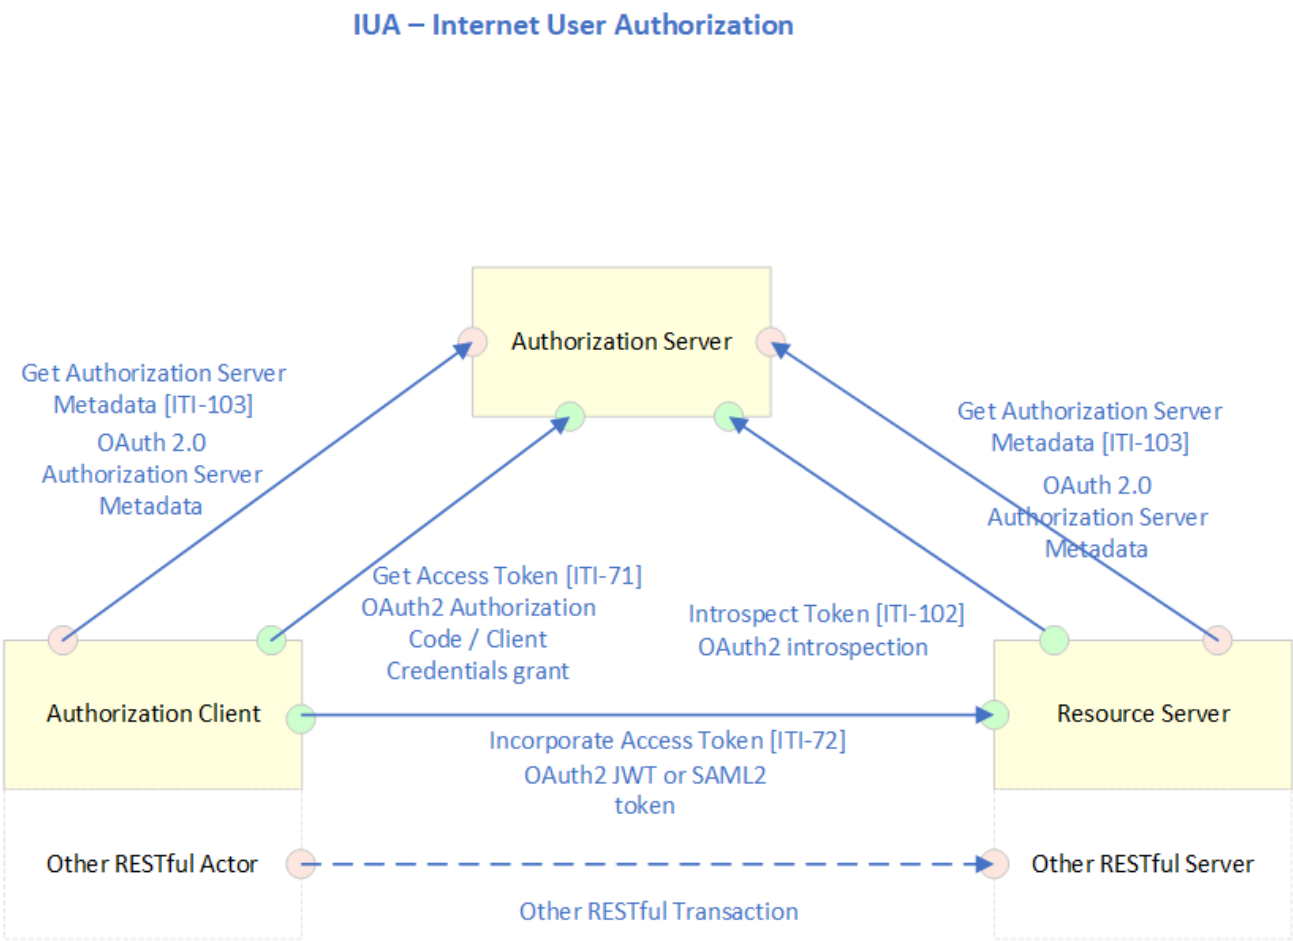 IUA – Internet User Authorization
Authorization Server
Get Authorization Server
Metadata [ITI-103]
OAuth 2.0
Authorization Server
Metadata
Get Authorization Server
Metadata [ITI-103]
OAuth 2.0
Authorization Server
Metadata
Get Access Token [ITI-71]
OAuth2 Authorization
Code / Client
Credentials grant
Introspect Token [ITI-102]
OAuth2 introspection
Authorization Client
Resource Server
Incorporate Access Token [ITI-72]
OAuth2 JWT or SAML2
token
Other RESTful Actor
Other RESTful Server
Other RESTful Transaction